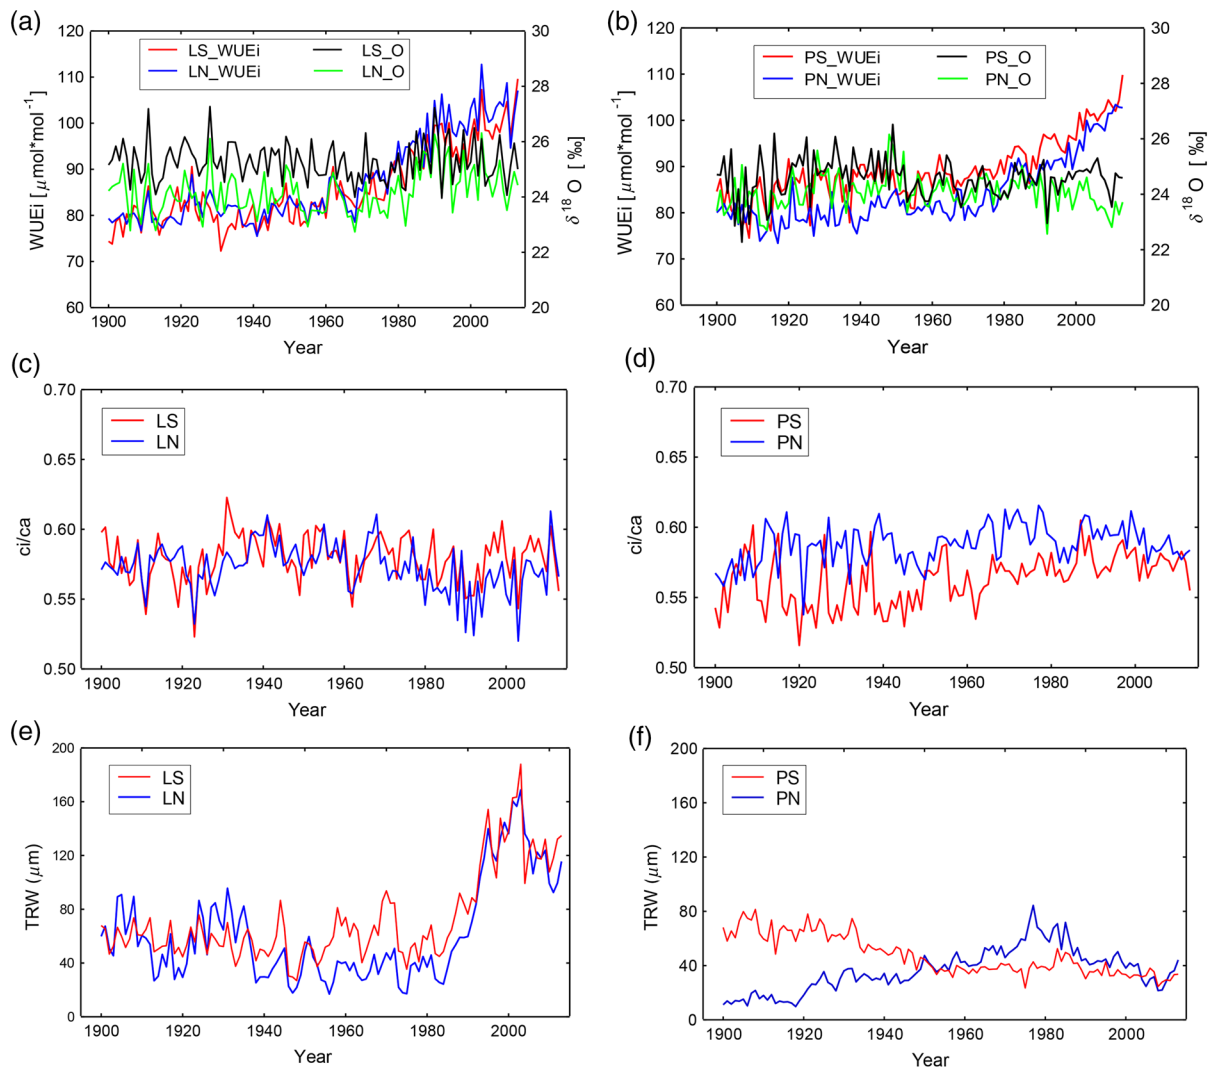 (a)
120
110
100
90
80
70
60
WUEi [ μmol*mol⁻¹ ]
LS_WUEi
LN_WUEi
LS_O
LN_O
30
28
26
24
22
20
δ ¹⁸O [ ‰]
1900 1920 1940 1960 1980 2000
Year
(b)
120
110
100
90
80
70
60
WUEi [ μmol*mol⁻¹ ]
PS_WUEi
PN_WUEi
PS_O
PN_O
30
28
26
24
22
20
δ ¹⁸O [ ‰]
1900 1920 1940 1960 1980 2000
Year
(c)
0.70
0.65
0.60
0.55
0.50
ci/ca
LS
LN
1900 1920 1940 1960 1980 2000
Year
(d)
0.70
0.65
0.60
0.55
0.50
ci/ca
PS
PN
1900 1920 1940 1960 1980 2000
Year
(e)
200
160
120
80
40
0
TRW (μm)
LS
LN
1900 1920 1940 1960 1980 2000
Year
(f)
200
160
120
80
40
0
TRW (μm)
PS
PN
1900 1920 1940 1960 1980 2000
Year